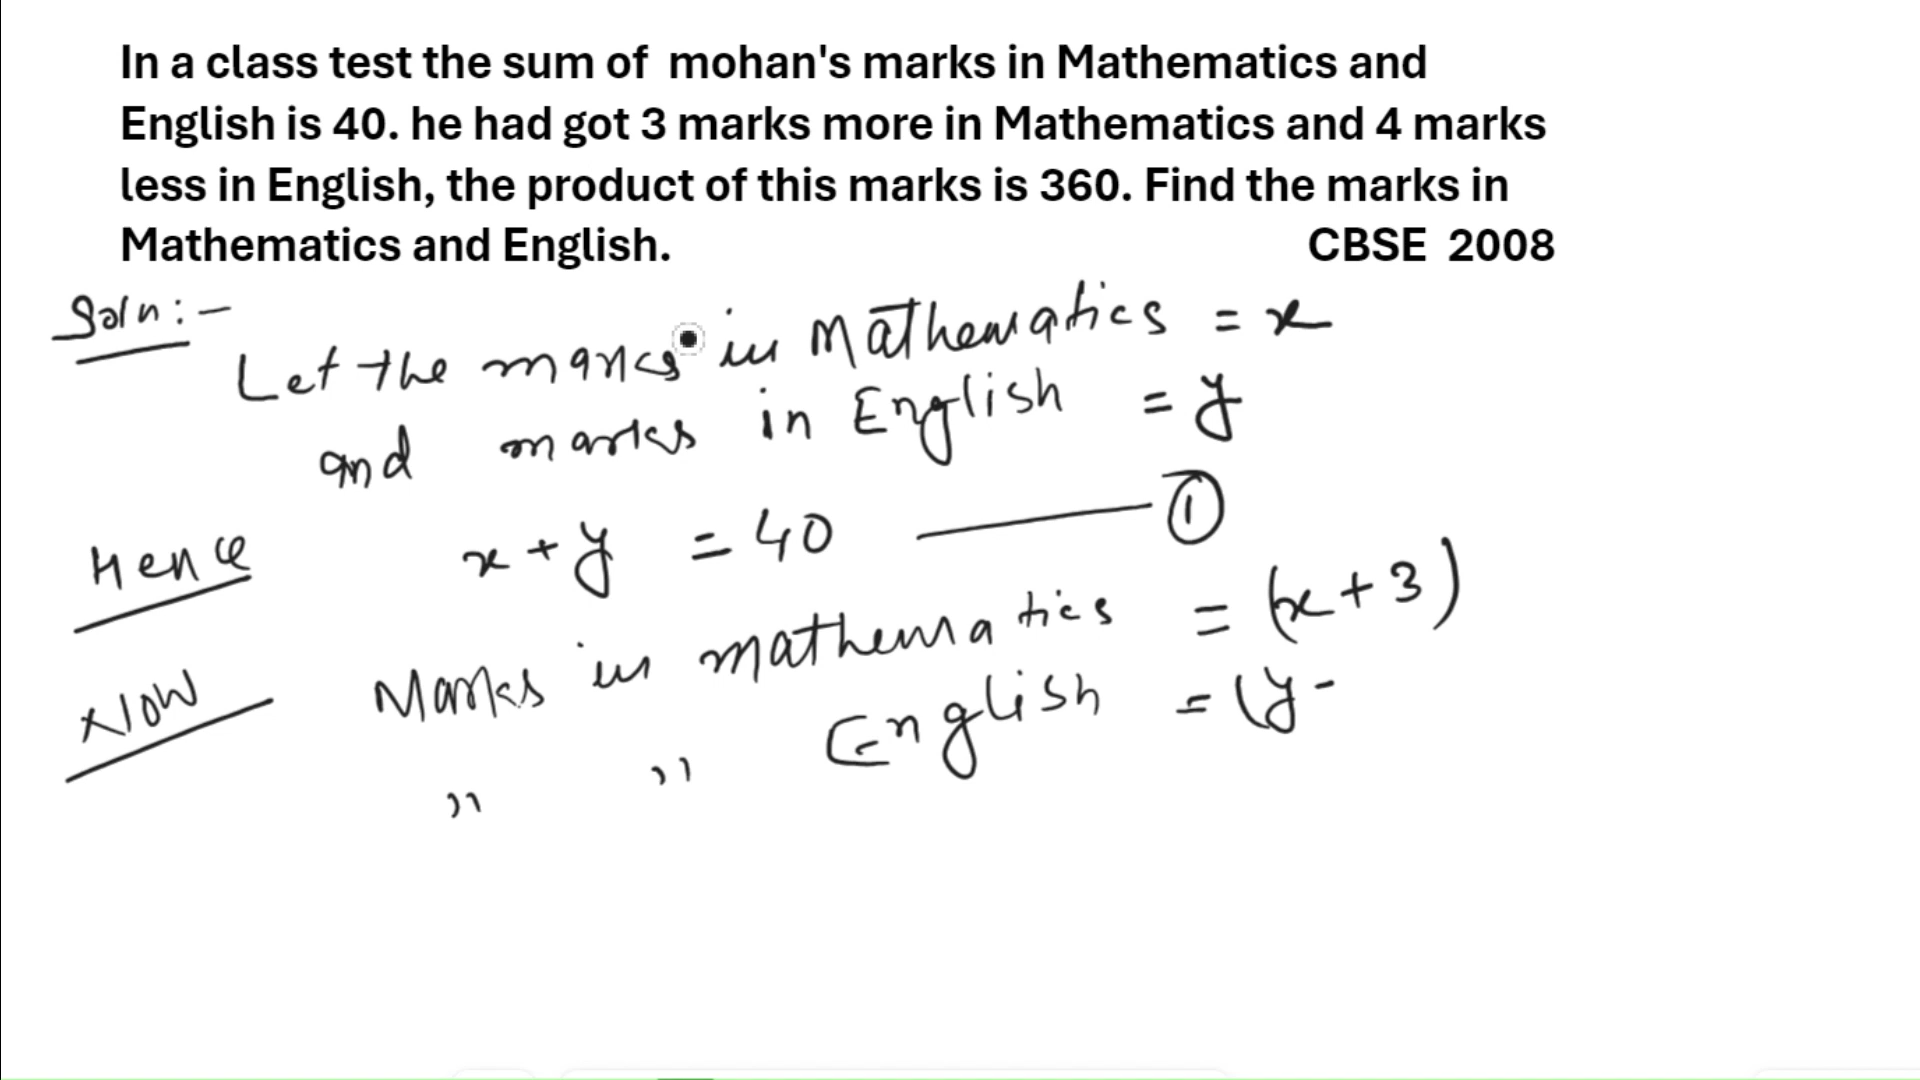 In a class test the sum of mohan's marks in Mathematics and
English is 40. he had got 3 marks more in Mathematics and 4 marks
less in English, the product of this marks is 360. Find the marks in
Mathematics and English. CBSE 2008
Soln:-
Let the marks in Mathematics = x
and marks in English = y
Hence x + y = 40 ——— ①
Now Marks in mathematics = (x+3)
" " English = (y-